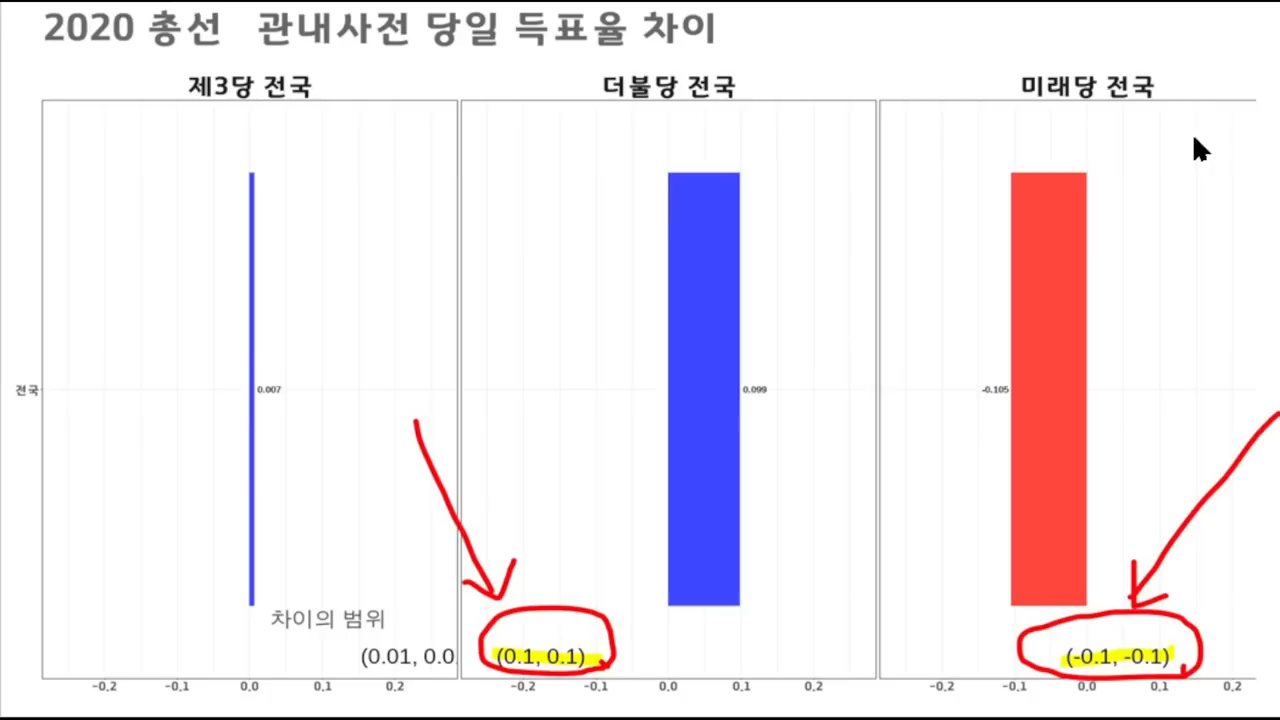 2020 총선 관내사전 당일 득표율 차이
제3당 전국
더불당 전국
미래당 전국
전국
0.007
0.099
-0.105
차이의 범위
(0.01, 0.0
(0.1, 0.1)
(-0.1, -0.1)
-0.2 -0.1 0.0 0.1 0.2
-0.2 -0.1 0.0 0.1 0.2
-0.2 -0.1 0.0 0.1 0.2